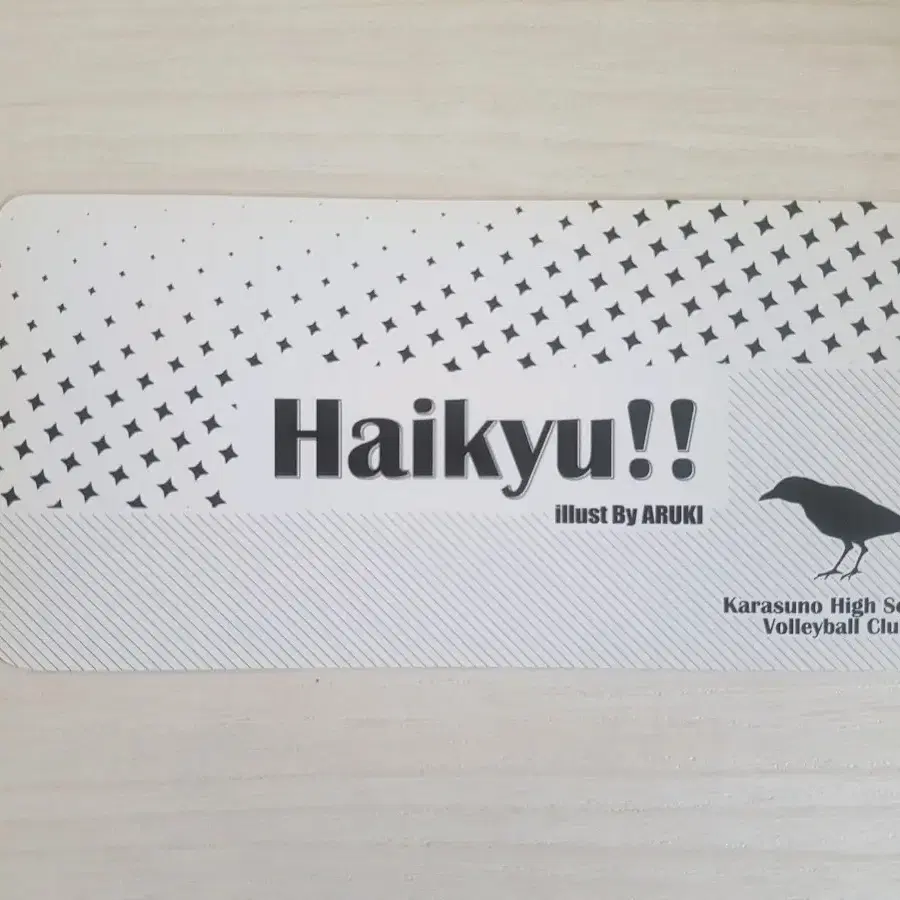 Haikyu!!
illust By ARUKI
Karasuno High
Volleyball